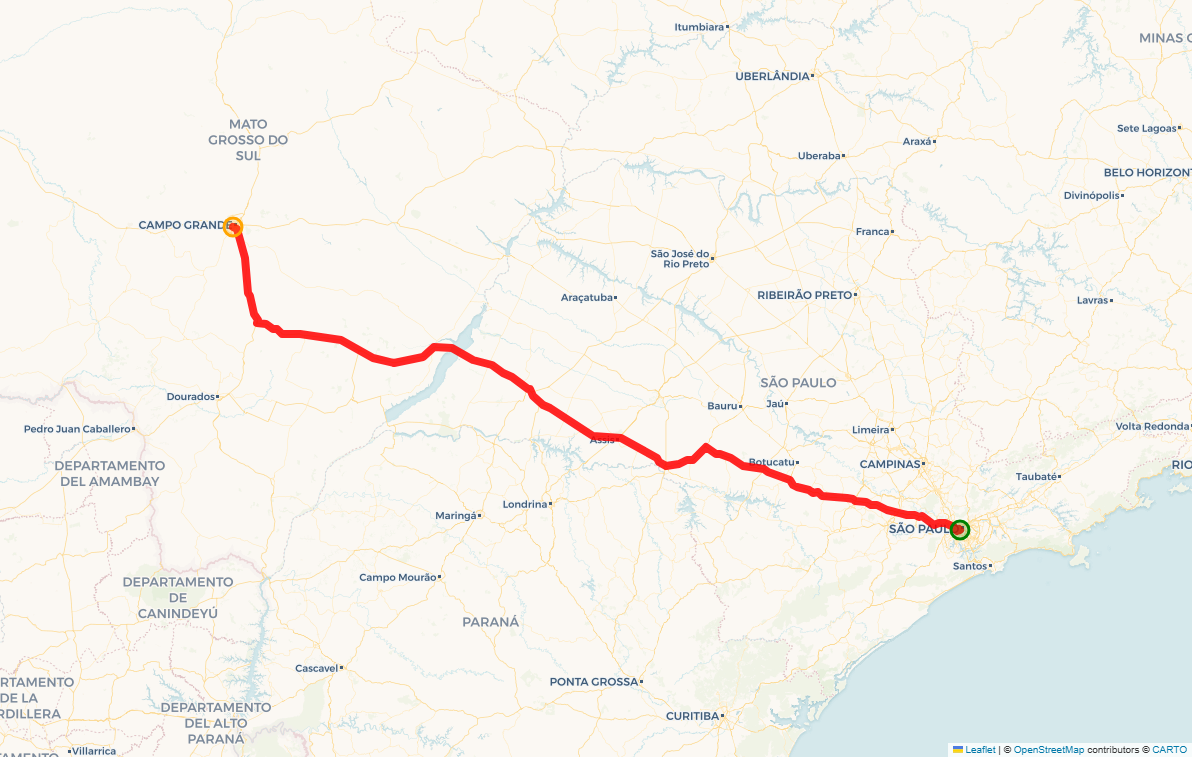 Itumbiara
MINAS G
UBERLÂNDIA
MATO
GROSSO DO
SUL
Sete Lagoas
Araxá
Uberaba
BELO HORIZONT
Divinópolis
CAMPO GRANDE
Franca
São José do
Rio Preto
Araçatuba
RIBEIRÃO PRETO
Lavras
SÃO PAULO
Dourados
Bauru
Jaú
Pedro Juan Caballero
Limeira
Volta Redonda
Assis
DEPARTAMENTO
DEL AMAMBAY
Botucatu
CAMPINAS
RIO
Taubaté
Londrina
Maringá
SÃO PAULO
Santos
Campo Mourão
DEPARTAMENTO
DE
CANINDEYÚ
PARANÁ
Cascavel
PONTA GROSSA
RTAMENTO
DE LA
RDILLERA
DEPARTAMENTO
DEL ALTO
PARANÁ
CURITIBA
Villarrica
TAMENTO
Leaflet | © OpenStreetMap contributors © CARTO